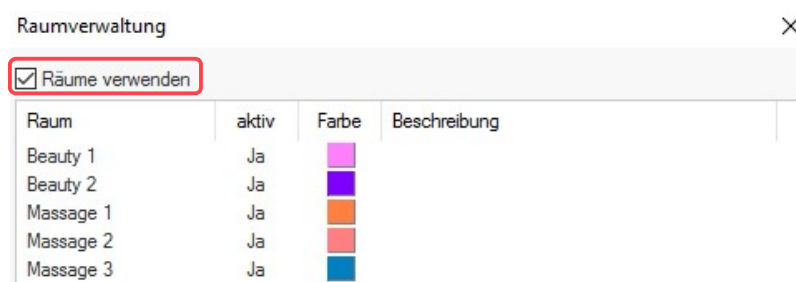 Raumverwaltung
Räume verwenden
Raum aktiv Farbe Beschreibung
Beauty 1 Ja
Beauty 2 Ja
Massage 1 Ja
Massage 2 Ja
Massage 3 Ja